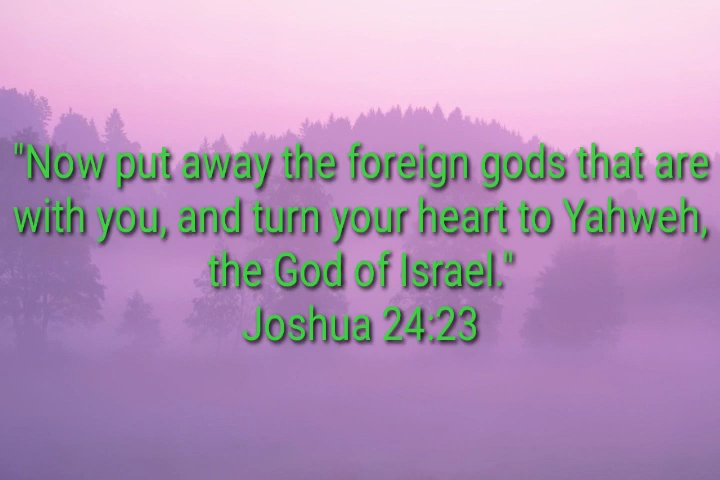 "Now put away the foreign gods that are
with you, and turn your heart to Yahweh,
the God of Israel."
Joshua 24:23